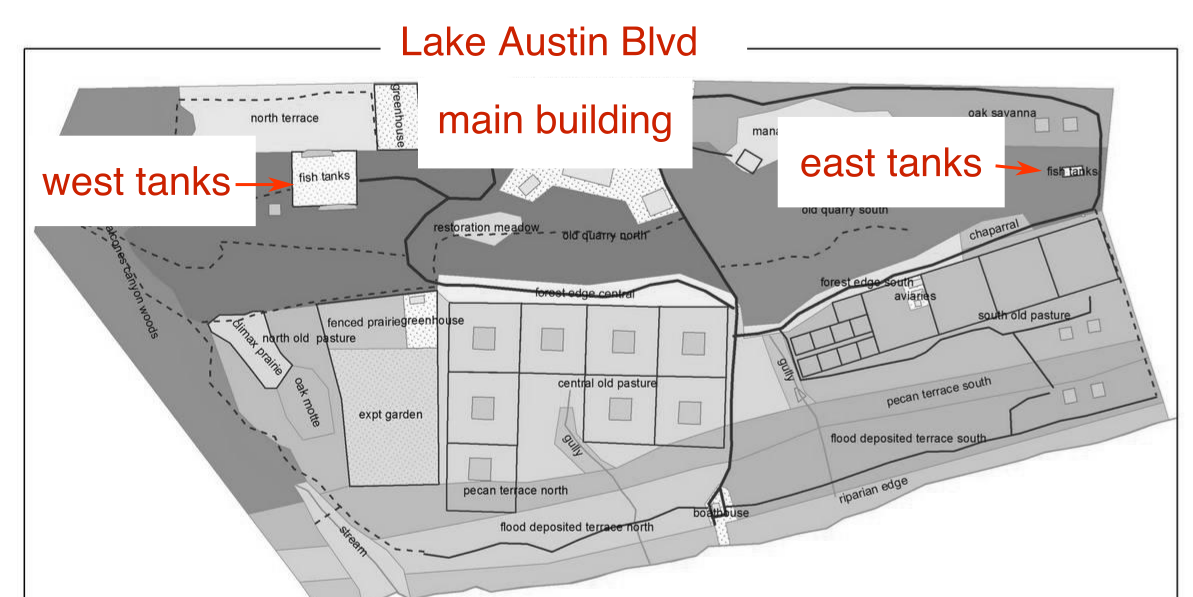 Lake Austin Blvd
north terrace
greenhouse
main building
oak savanna
west tanks
fish tanks
east tanks
fish tanks
old quarry south
restoration meadow
old quarry north
chaparral
canyon woods
forest edge central
forest edge south
aviaries
fenced prairie
greenhouse
south old pasture
climax prairie
north old pasture
gully
central old pasture
oak motte
pecan terrace south
expt garden
gully
flood deposited terrace south
pecan terrace north
riparian edge
boathouse
flood deposited terrace north
stream